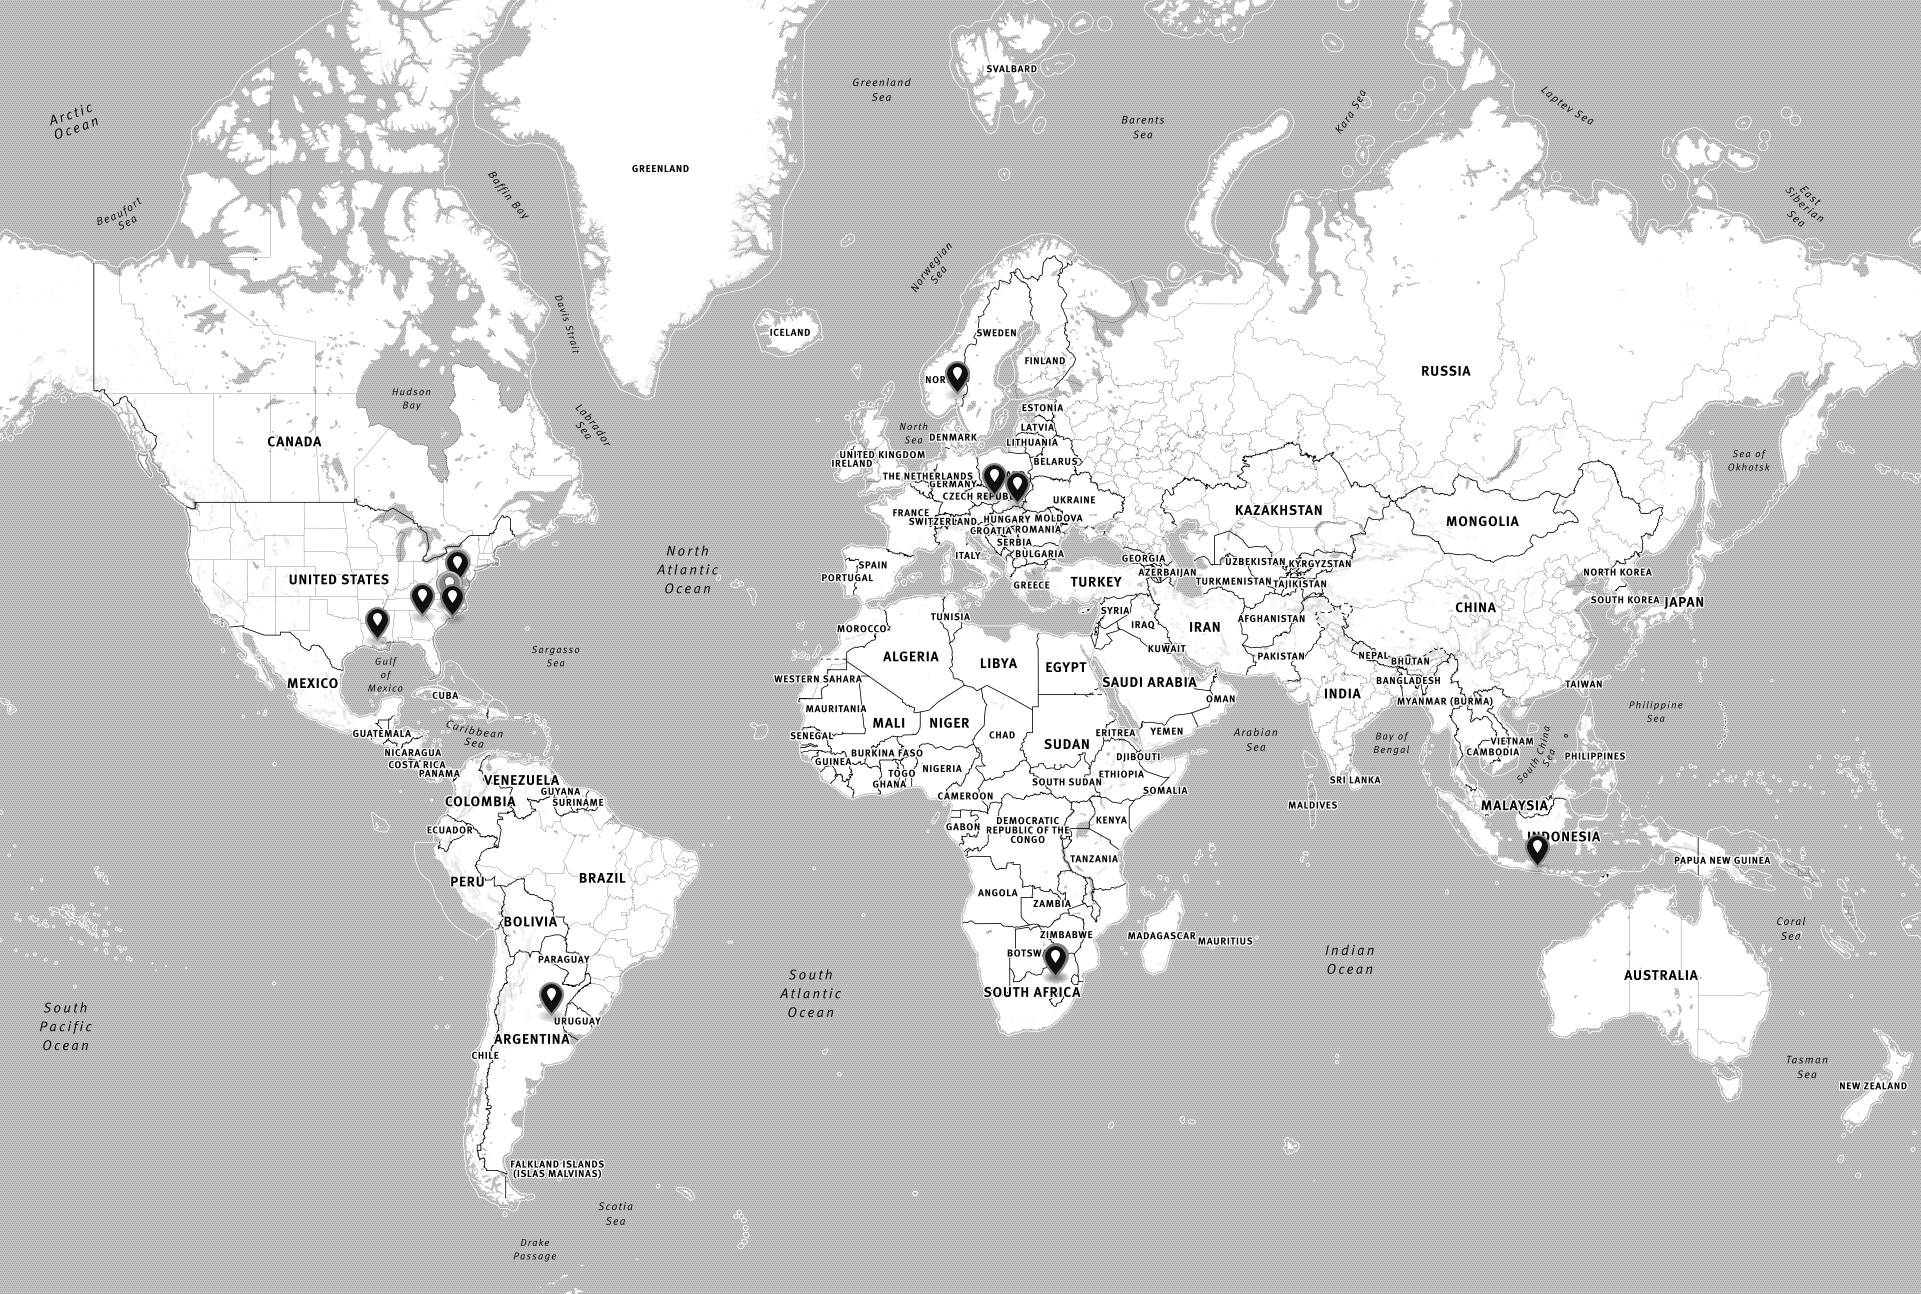 SVALBARD
Greenland
Sea
Barents
Sea
Kara Sea
Laptev Sea
Arctic
Ocean
GREENLAND
Baffin Bay
Beaufort
Sea
East
Siberian
Sea
Norwegian
Sea
Davis Strait
ICELAND
SWEDEN
FINLAND
NOR
RUSSIA
Hudson
Bay
Labrador
Sea
CANADA
North
Sea
ESTONIA
LATVIA
DENMARK
LITHUANIA
UNITED KINGDOM
IRELAND
BELARUS
Sea of
Okhotsk
THE NETHERLANDS
GERMANY
CZECH REPUB
UKRAINE
FRANCE
SWITZERLAND
HUNGARY
MOLDOVA
CROATIA
ROMANIA
KAZAKHSTAN
MONGOLIA
SERBIA
ITALY
BULGARIA
North
Atlantic
Ocean
SPAIN
PORTUGAL
GREECE
TURKEY
GEORGIA
AZERBAIJAN
UZBEKISTAN
KYRGYZSTAN
TURKMENISTAN
TAJIKISTAN
NORTH KOREA
SOUTH KOREA
JAPAN
UNITED STATES
CHINA
TUNISIA
MOROCCO
SYRIA
IRAQ
IRAN
AFGHANISTAN
KUWAIT
PAKISTAN
NEPAL
BHUTAN
Sargasso
Sea
Gulf
of
Mexico
ALGERIA
LIBYA
EGYPT
WESTERN SAHARA
SAUDI ARABIA
BANGLADESH
TAIWAN
MEXICO
CUBA
OMAN
INDIA
MYANMAR (BURMA)
MAURITANIA
MALI
NIGER
CHAD
SUDAN
ERITREA
YEMEN
Arabian
Sea
Bay of
Bengal
Philippine
Sea
Caribbean
Sea
GUATEMALA
NICARAGUA
COSTA RICA
PANAMA
SENEGAL
BURKINA FASO
GUINEA
TOGO
GHANA
NIGERIA
DJIBOUTI
ETHIOPIA
SOUTH SUDAN
SOMALIA
VIETNAM
CAMBODIA
South China
Sea
PHILIPPINES
SRI LANKA
MALDIVES
VENEZUELA
GUYANA
SURINAME
COLOMBIA
CAMEROON
GABON
DEMOCRATIC
REPUBLIC OF THE
CONGO
KENYA
MALAYSIA
INDONESIA
ECUADOR
TANZANIA
PAPUA NEW GUINEA
PERU
BRAZIL
ANGOLA
ZAMBIA
BOLIVIA
ZIMBABWE
MADAGASCAR
MAURITIUS
Coral
Sea
PARAGUAY
BOTSW
Indian
Ocean
South
Atlantic
Ocean
SOUTH AFRICA
AUSTRALIA
South
Pacific
Ocean
URUGUAY
ARGENTINA
CHILE
Tasman
Sea
NEW ZEALAND
FALKLAND ISLANDS
(ISLAS MALVINAS)
Scotia
Sea
Drake
Passage